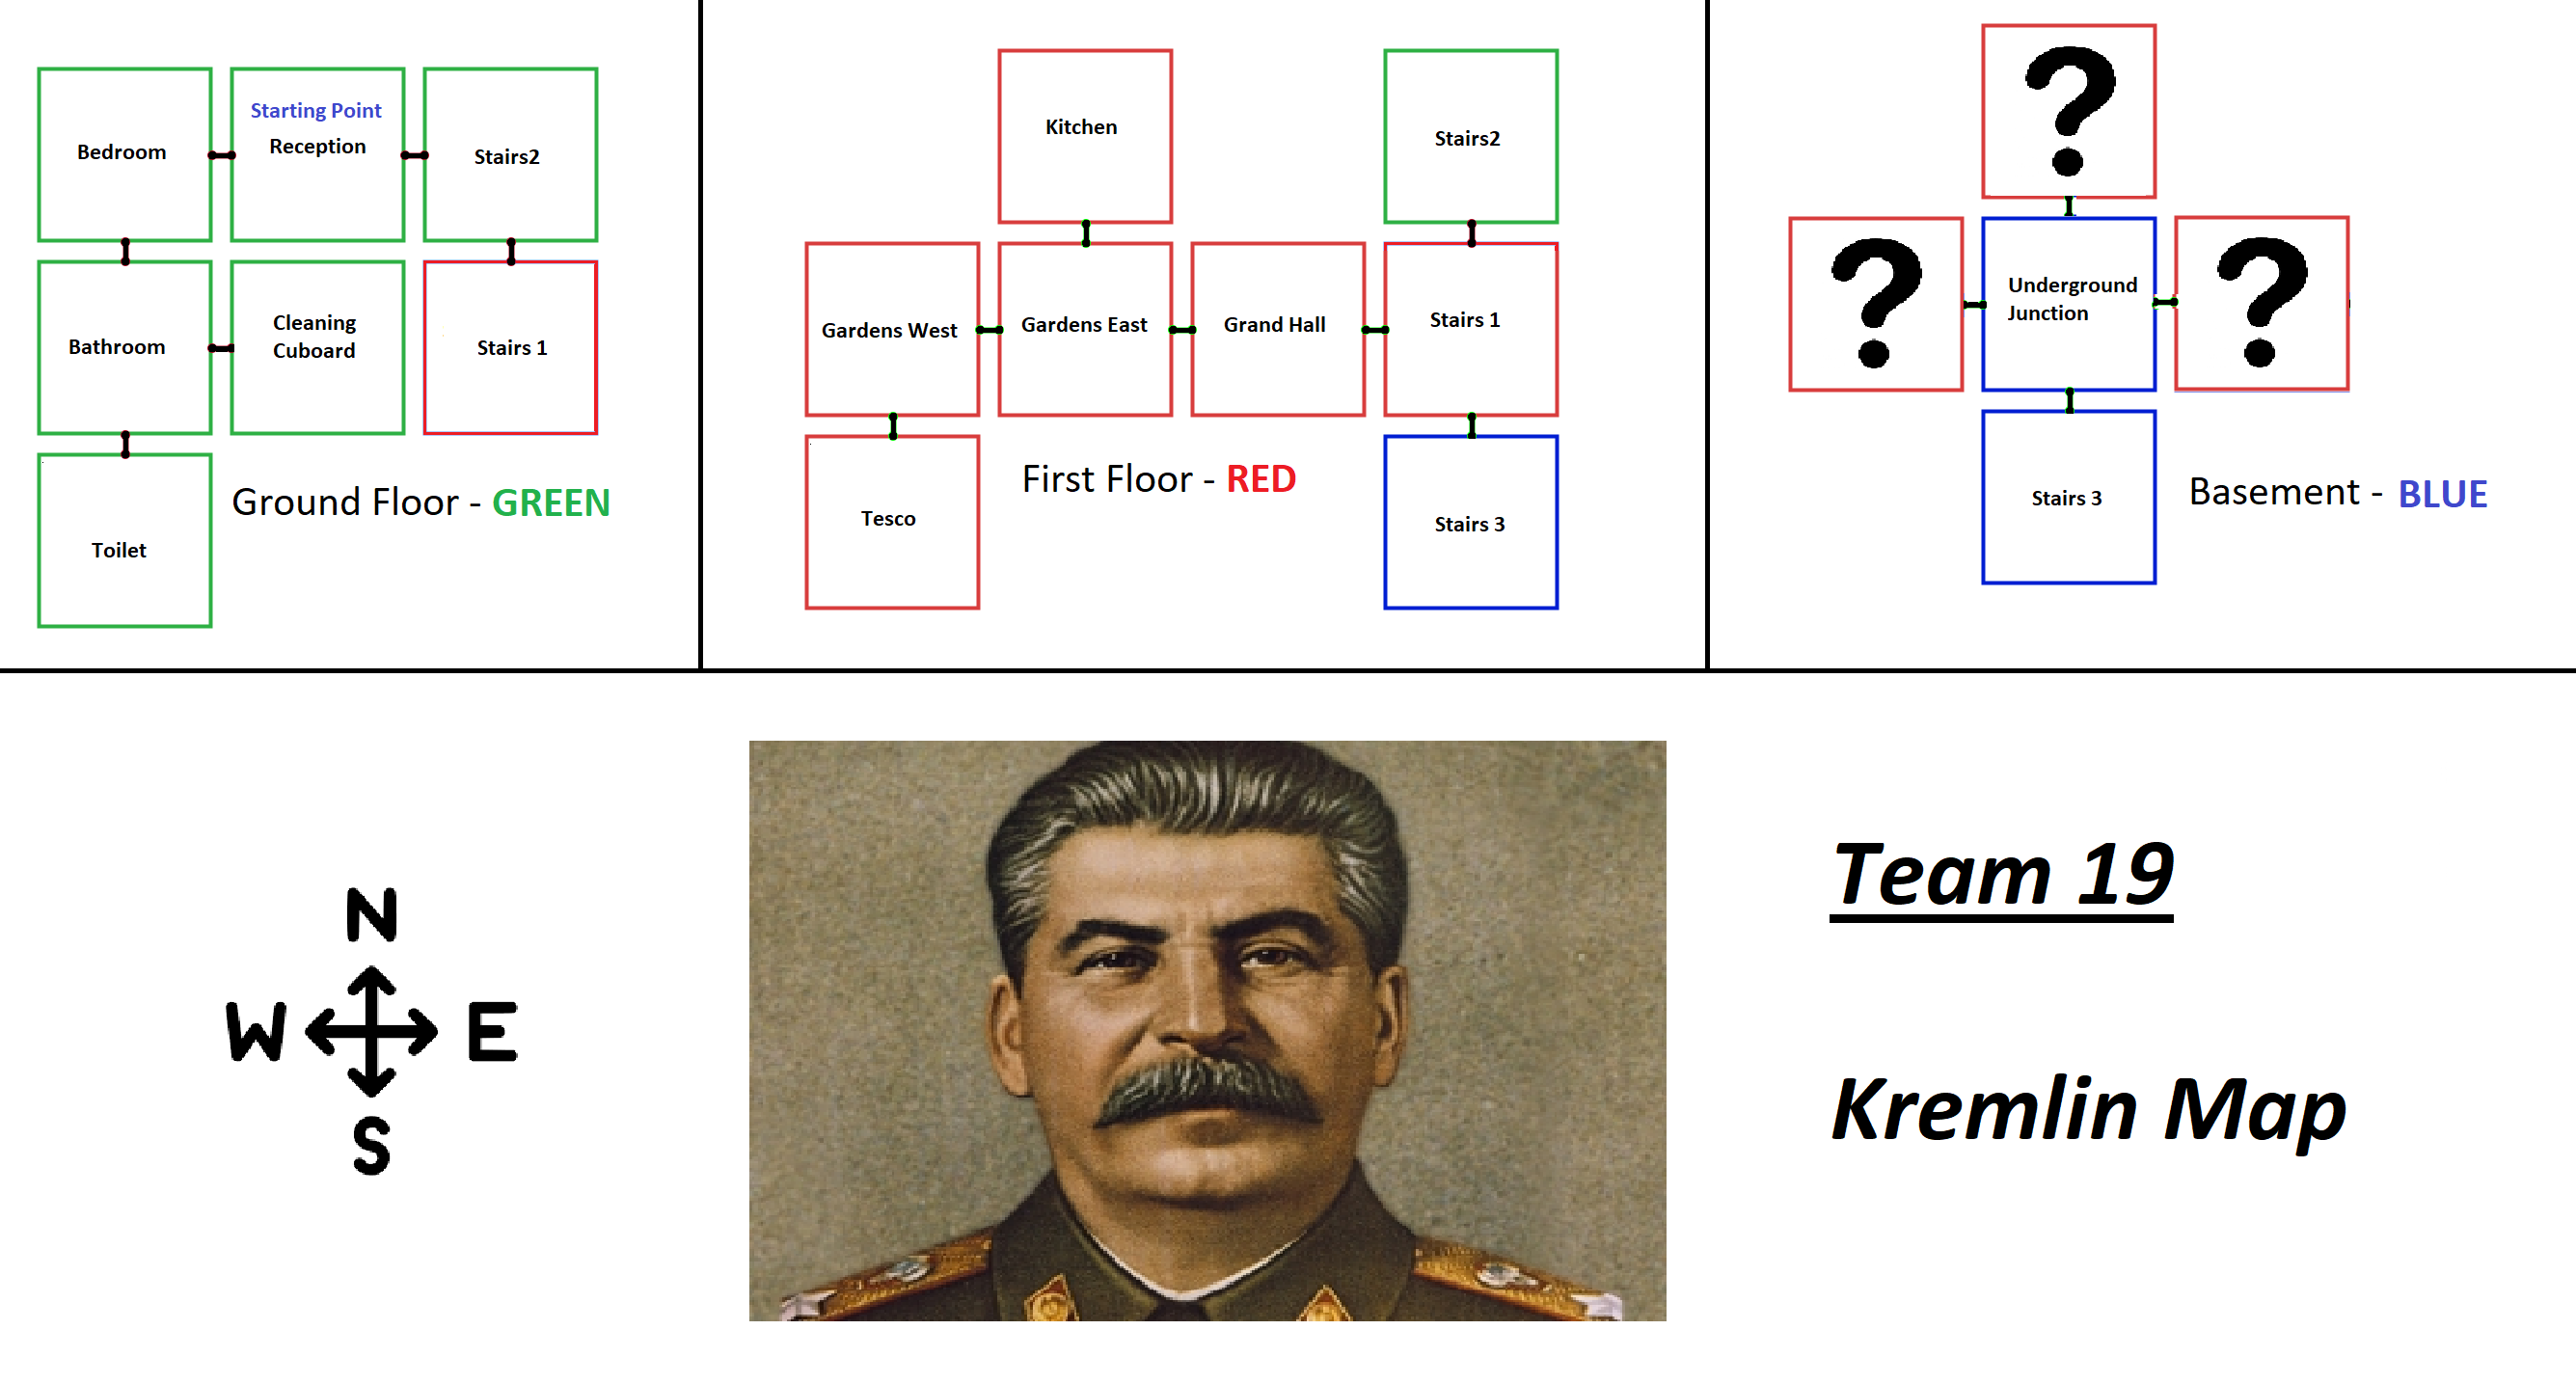 Bedroom
Starting Point
Reception
Stairs2
Bathroom
Cleaning
Cuboard
Stairs 1
Toilet
Ground Floor - GREEN
Kitchen
Stairs2
Gardens West
Gardens East
Grand Hall
Stairs 1
Tesco
First Floor - RED
Stairs 3
?
?
Underground
Junction
?
Stairs 3
Basement - BLUE
N
W
E
S
Team 19
Kremlin Map